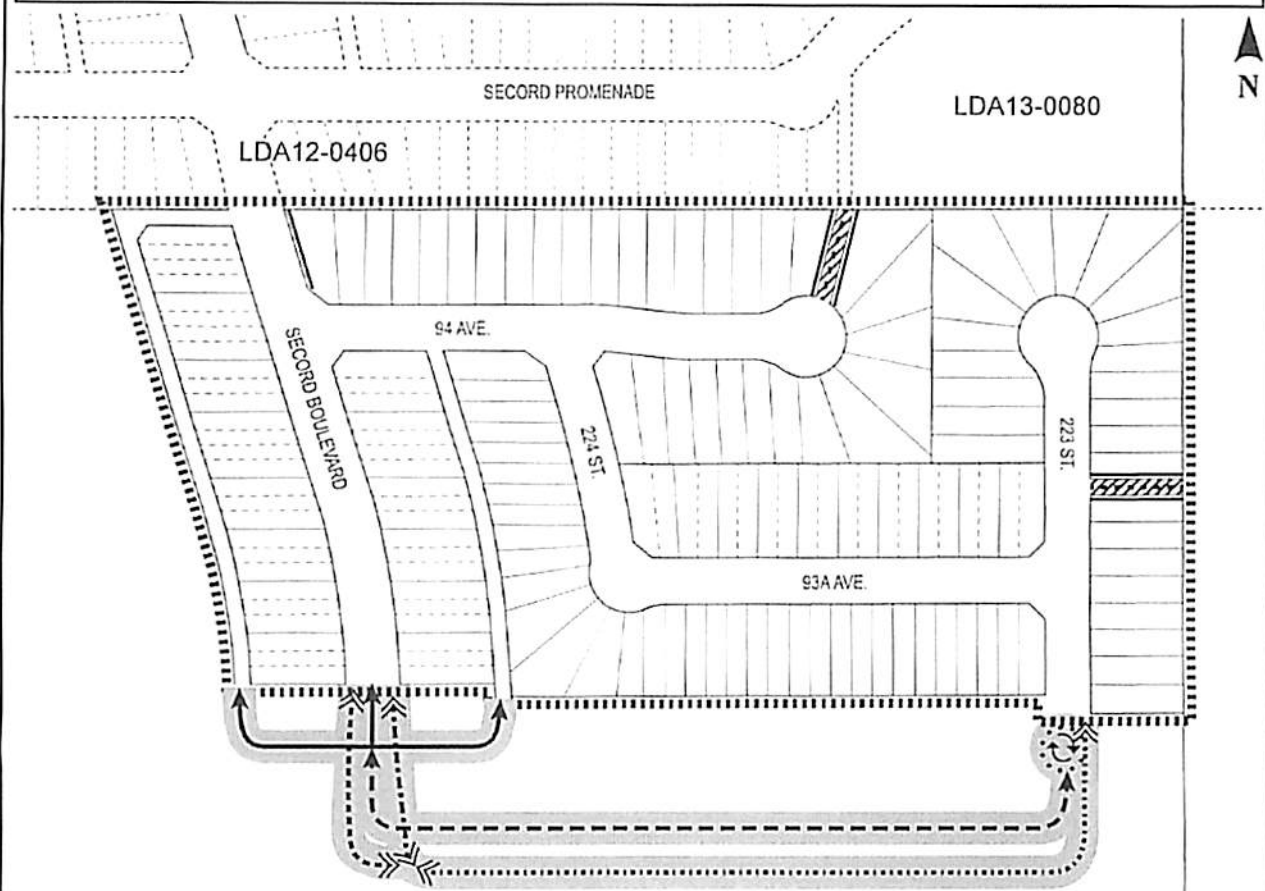 SECORD PROMENADE
LDA13-0080
N
LDA12-0406
94 AVE.
SECORD BOULEVARD
224 ST.
223 ST.
93A AVE.